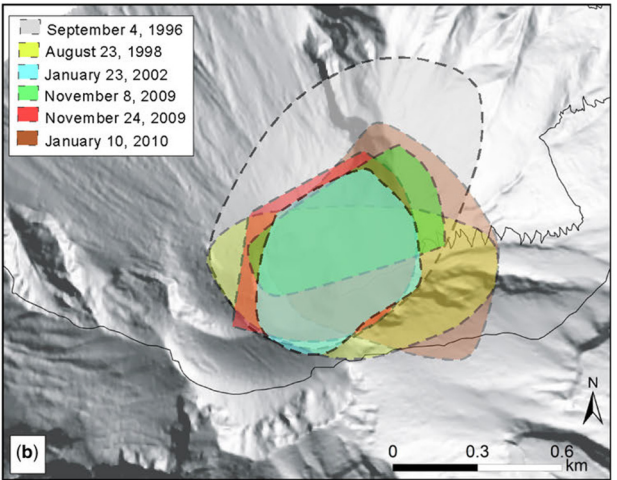 September 4, 1996
August 23, 1998
January 23, 2002
November 8, 2009
November 24, 2009
January 10, 2010
N
(b)
0 0.3 0.6
km